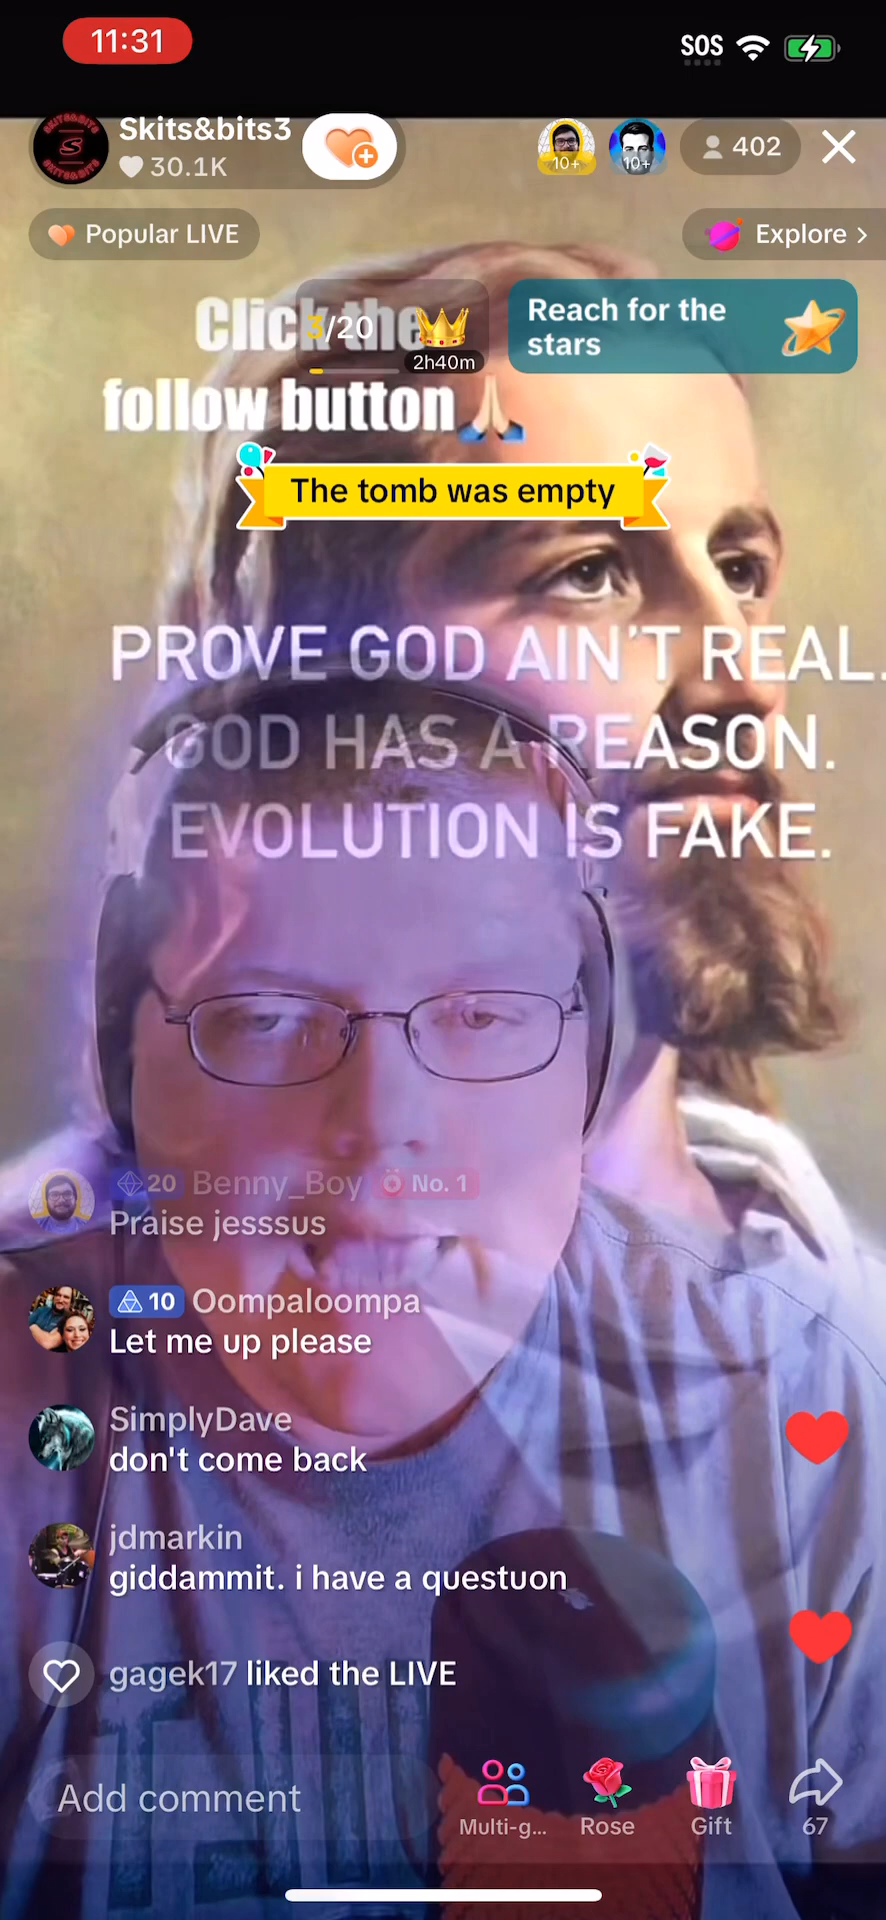 11:31
SOS
Skits&bits3
30.1K
10+
10+
402
Popular LIVE
Explore >
Click the
3/20
2h40m
Reach for the
stars
follow button🙏🏻
The tomb was empty
PROVE GOD AIN'T REAL.
GOD HAS A REASON.
EVOLUTION IS FAKE.
20 Benny_Boy No. 1
Praise jesssus
10 Oompaloompa
Let me up please
SimplyDave
don't come back
jdmarkin
giddammit. i have a questuon
gagek17 liked the LIVE
Add comment
Multi-g...
Rose
Gift
67